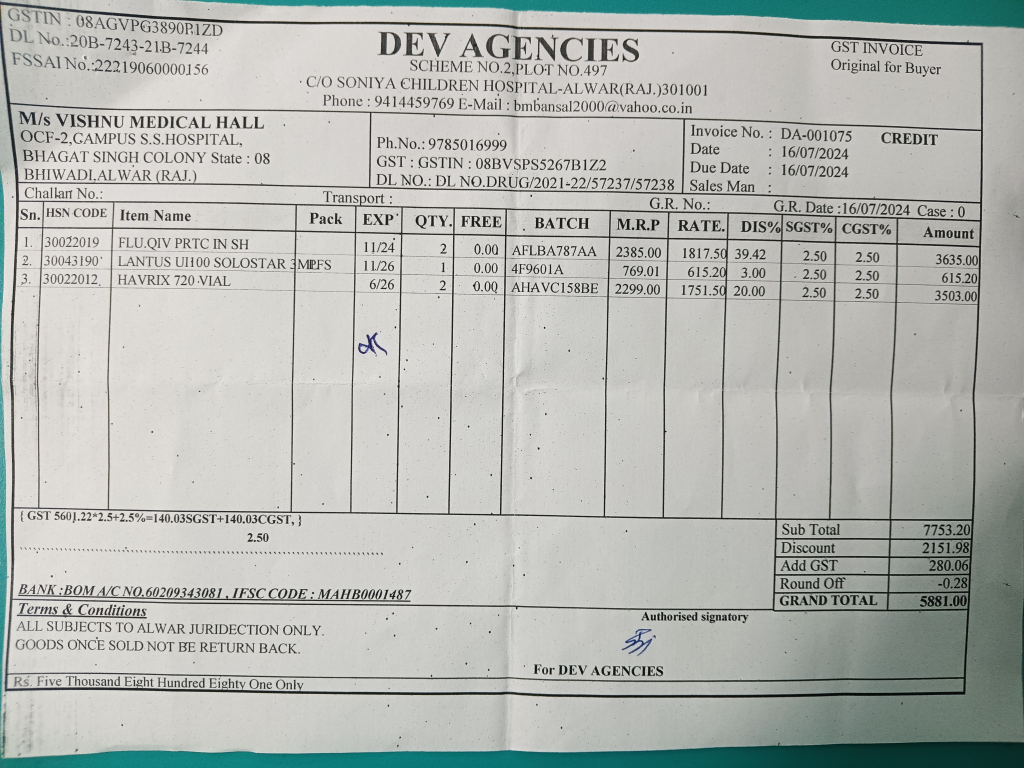 GSTIN : 08AGVPG3890R1ZD
DL No.:20B-7243-21B-7244
FSSAI No.:22219060000156
DEV AGENCIES
SCHEME NO.2,PLOT NO.497
C/O SONIYA CHILDREN HOSPITAL-ALWAR(RAJ.)301001
Phone : 9414459769 E-Mail : bmbansal2000@yahoo.co.in
GST INVOICE
Original for Buyer
M/s VISHNU MEDICAL HALL
OCF-2,CAMPUS S.S.HOSPITAL,
BHAGAT SINGH COLONY State : 08
BHIWADI,ALWAR (RAJ.)
Ph.No.: 9785016999
GST : GSTIN : 08BVSPS5267B1Z2
DL NO.: DL NO.DRUG/2021-22/57237/57238
Invoice No. : DA-001075 CREDIT
Date : 16/07/2024
Due Date : 16/07/2024
Sales Man :
Challan No.: Transport : G.R. No.: G.R. Date :16/07/2024 Case : 0
Sn. HSN CODE Item Name Pack EXP QTY. FREE BATCH M.R.P RATE. DIS% SGST% CGST% Amount
1. 30022019 FLU.QIV PRTC IN SH 11/24 2 0.00 AFLBA787AA 2385.00 1817.50 39.42 2.50 2.50 3635.00
2. 30043190 LANTUS UI100 SOLOSTAR 3MLPFS 11/26 1 0.00 4F9601A 769.01 615.20 3.00 2.50 2.50 615.20
3. 30022012 HAVRIX 720 VIAL 6/26 2 0.00 AHAVC158BE 2299.00 1751.50 20.00 2.50 2.50 3503.00
{ GST 5601.22*2.5+2.5%=140.03SGST+140.03CGST, }
2.50
Sub Total 7753.20
Discount 2151.98
Add GST 280.06
Round Off -0.28
GRAND TOTAL 5881.00
BANK :BOM A/C NO.60209343081 , IFSC CODE : MAHB0001487
Terms & Conditions
ALL SUBJECTS TO ALWAR JURIDECTION ONLY.
GOODS ONCE SOLD NOT BE RETURN BACK.
Authorised signatory
For DEV AGENCIES
Rs. Five Thousand Eight Hundred Eighty One Only